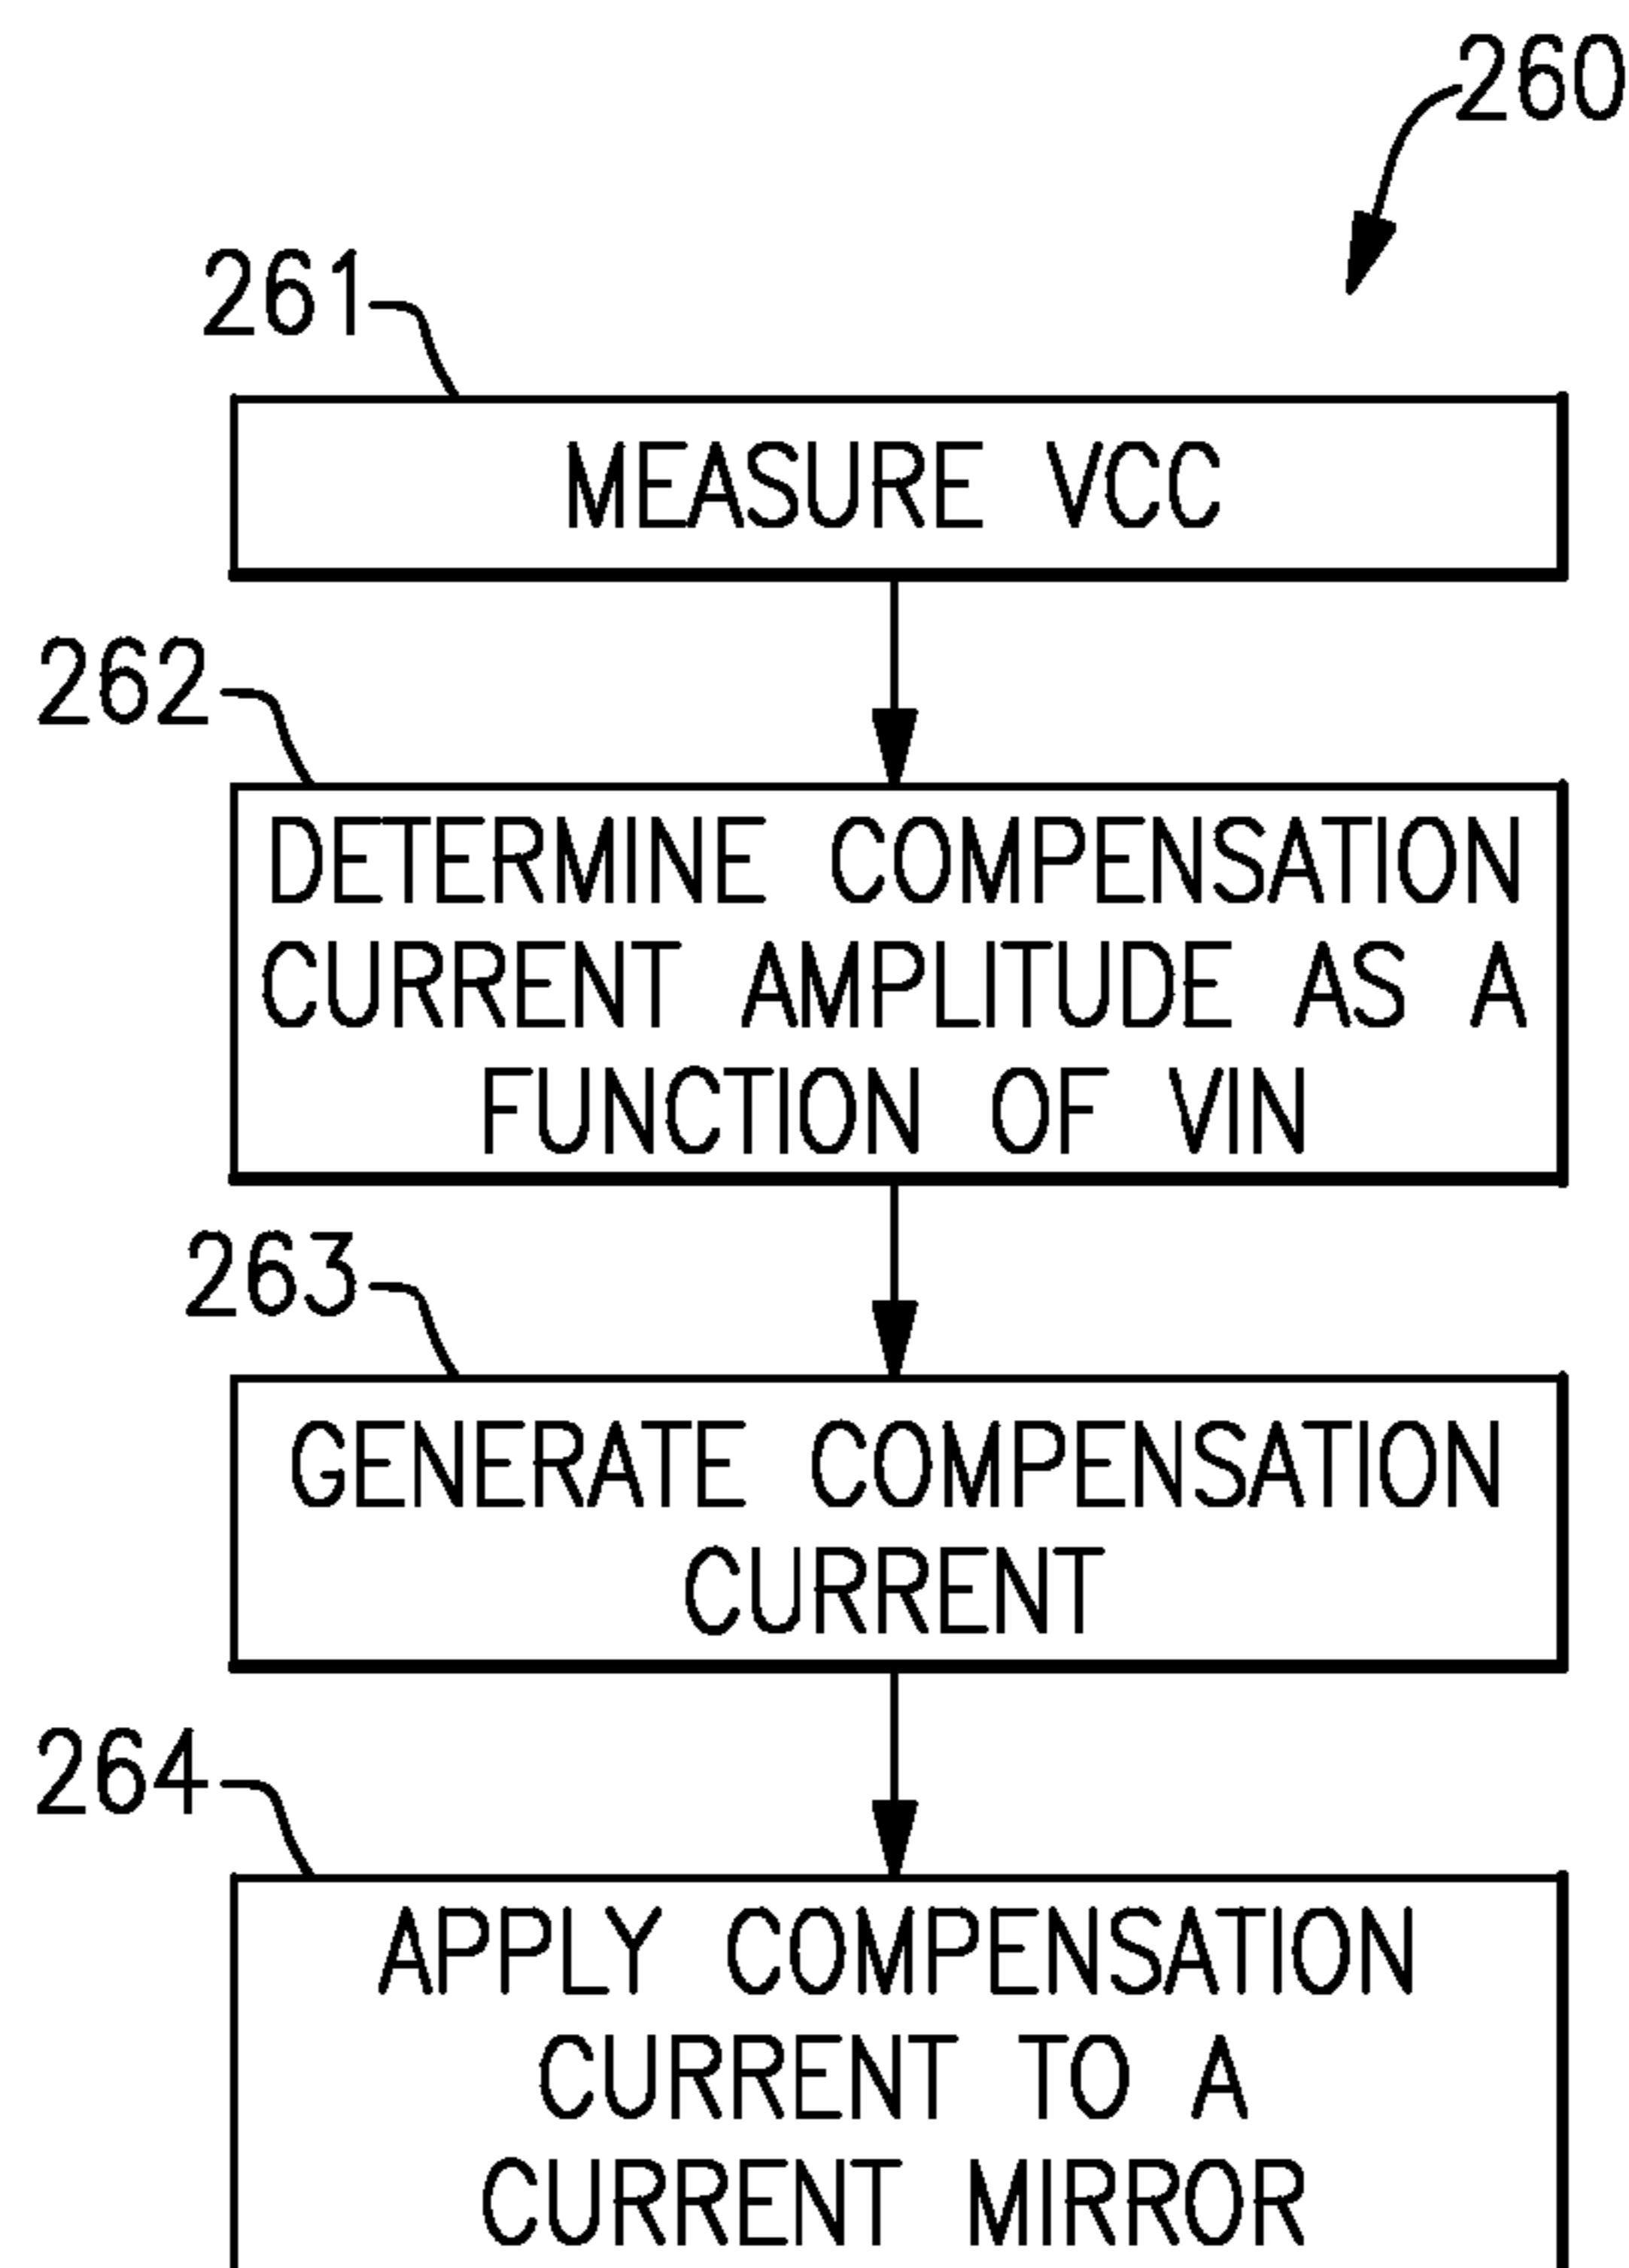 260
261
MEASURE VCC
262
DETERMINE COMPENSATION
CURRENT AMPLITUDE AS A
FUNCTION OF VIN
263
GENERATE COMPENSATION
CURRENT
264
APPLY COMPENSATION
CURRENT TO A
CURRENT MIRROR